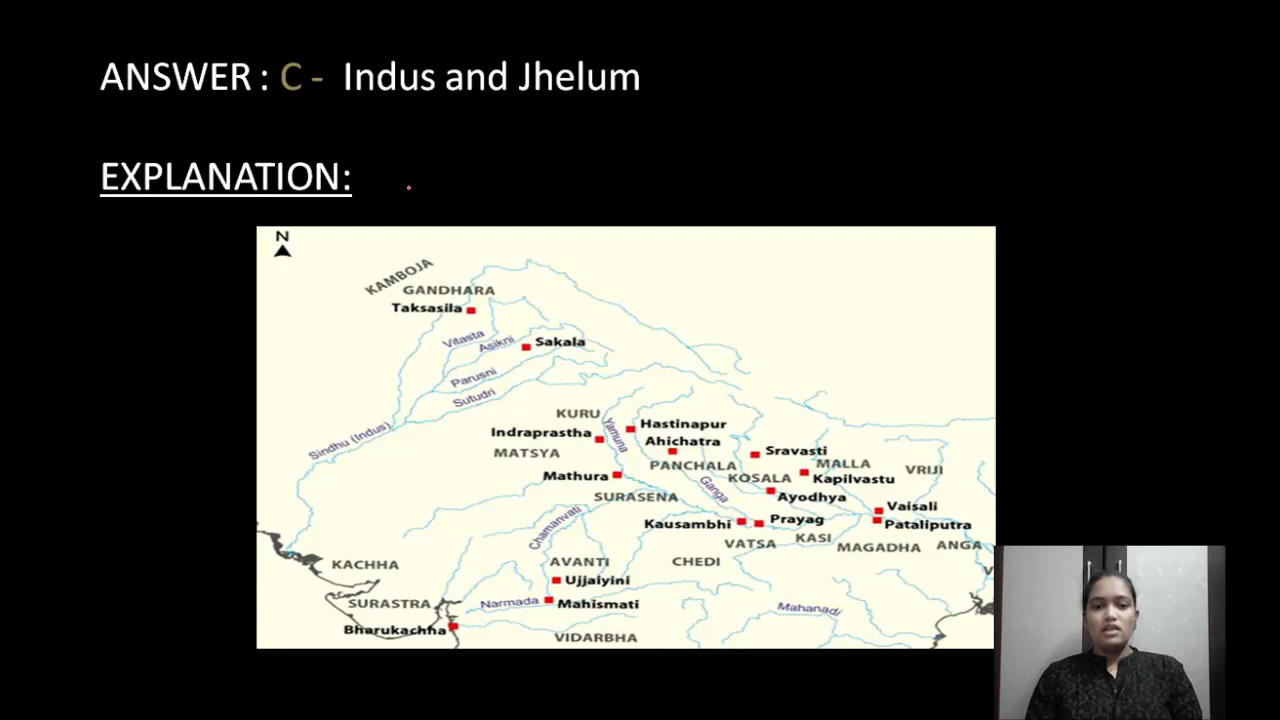 ANSWER : C - Indus and Jhelum
EXPLANATION:
N
KAMBOJA
GANDHARA
Taksasila
Vitasta
Asikni
Sakala
Parusni
Sutudri
Sindhu (Indus)
KURU
Yamuna
Hastinapur
Indraprastha
Ahichatra
MATSYA
Sravasti
PANCHALA
MALLA
VRIJI
Mathura
KOSALA
Kapilvastu
Ganga
SURASENA
Ayodhya
Vaisali
Chamanvati
Kausambhi
Prayag
Pataliputra
VATSA
KASI
MAGADHA
ANGA
KACHHA
AVANTI
CHEDI
V
Ujjaiyini
SURASTRA
Narmada
Mahismati
Mahanadi
Bharukachha
VIDARBHA